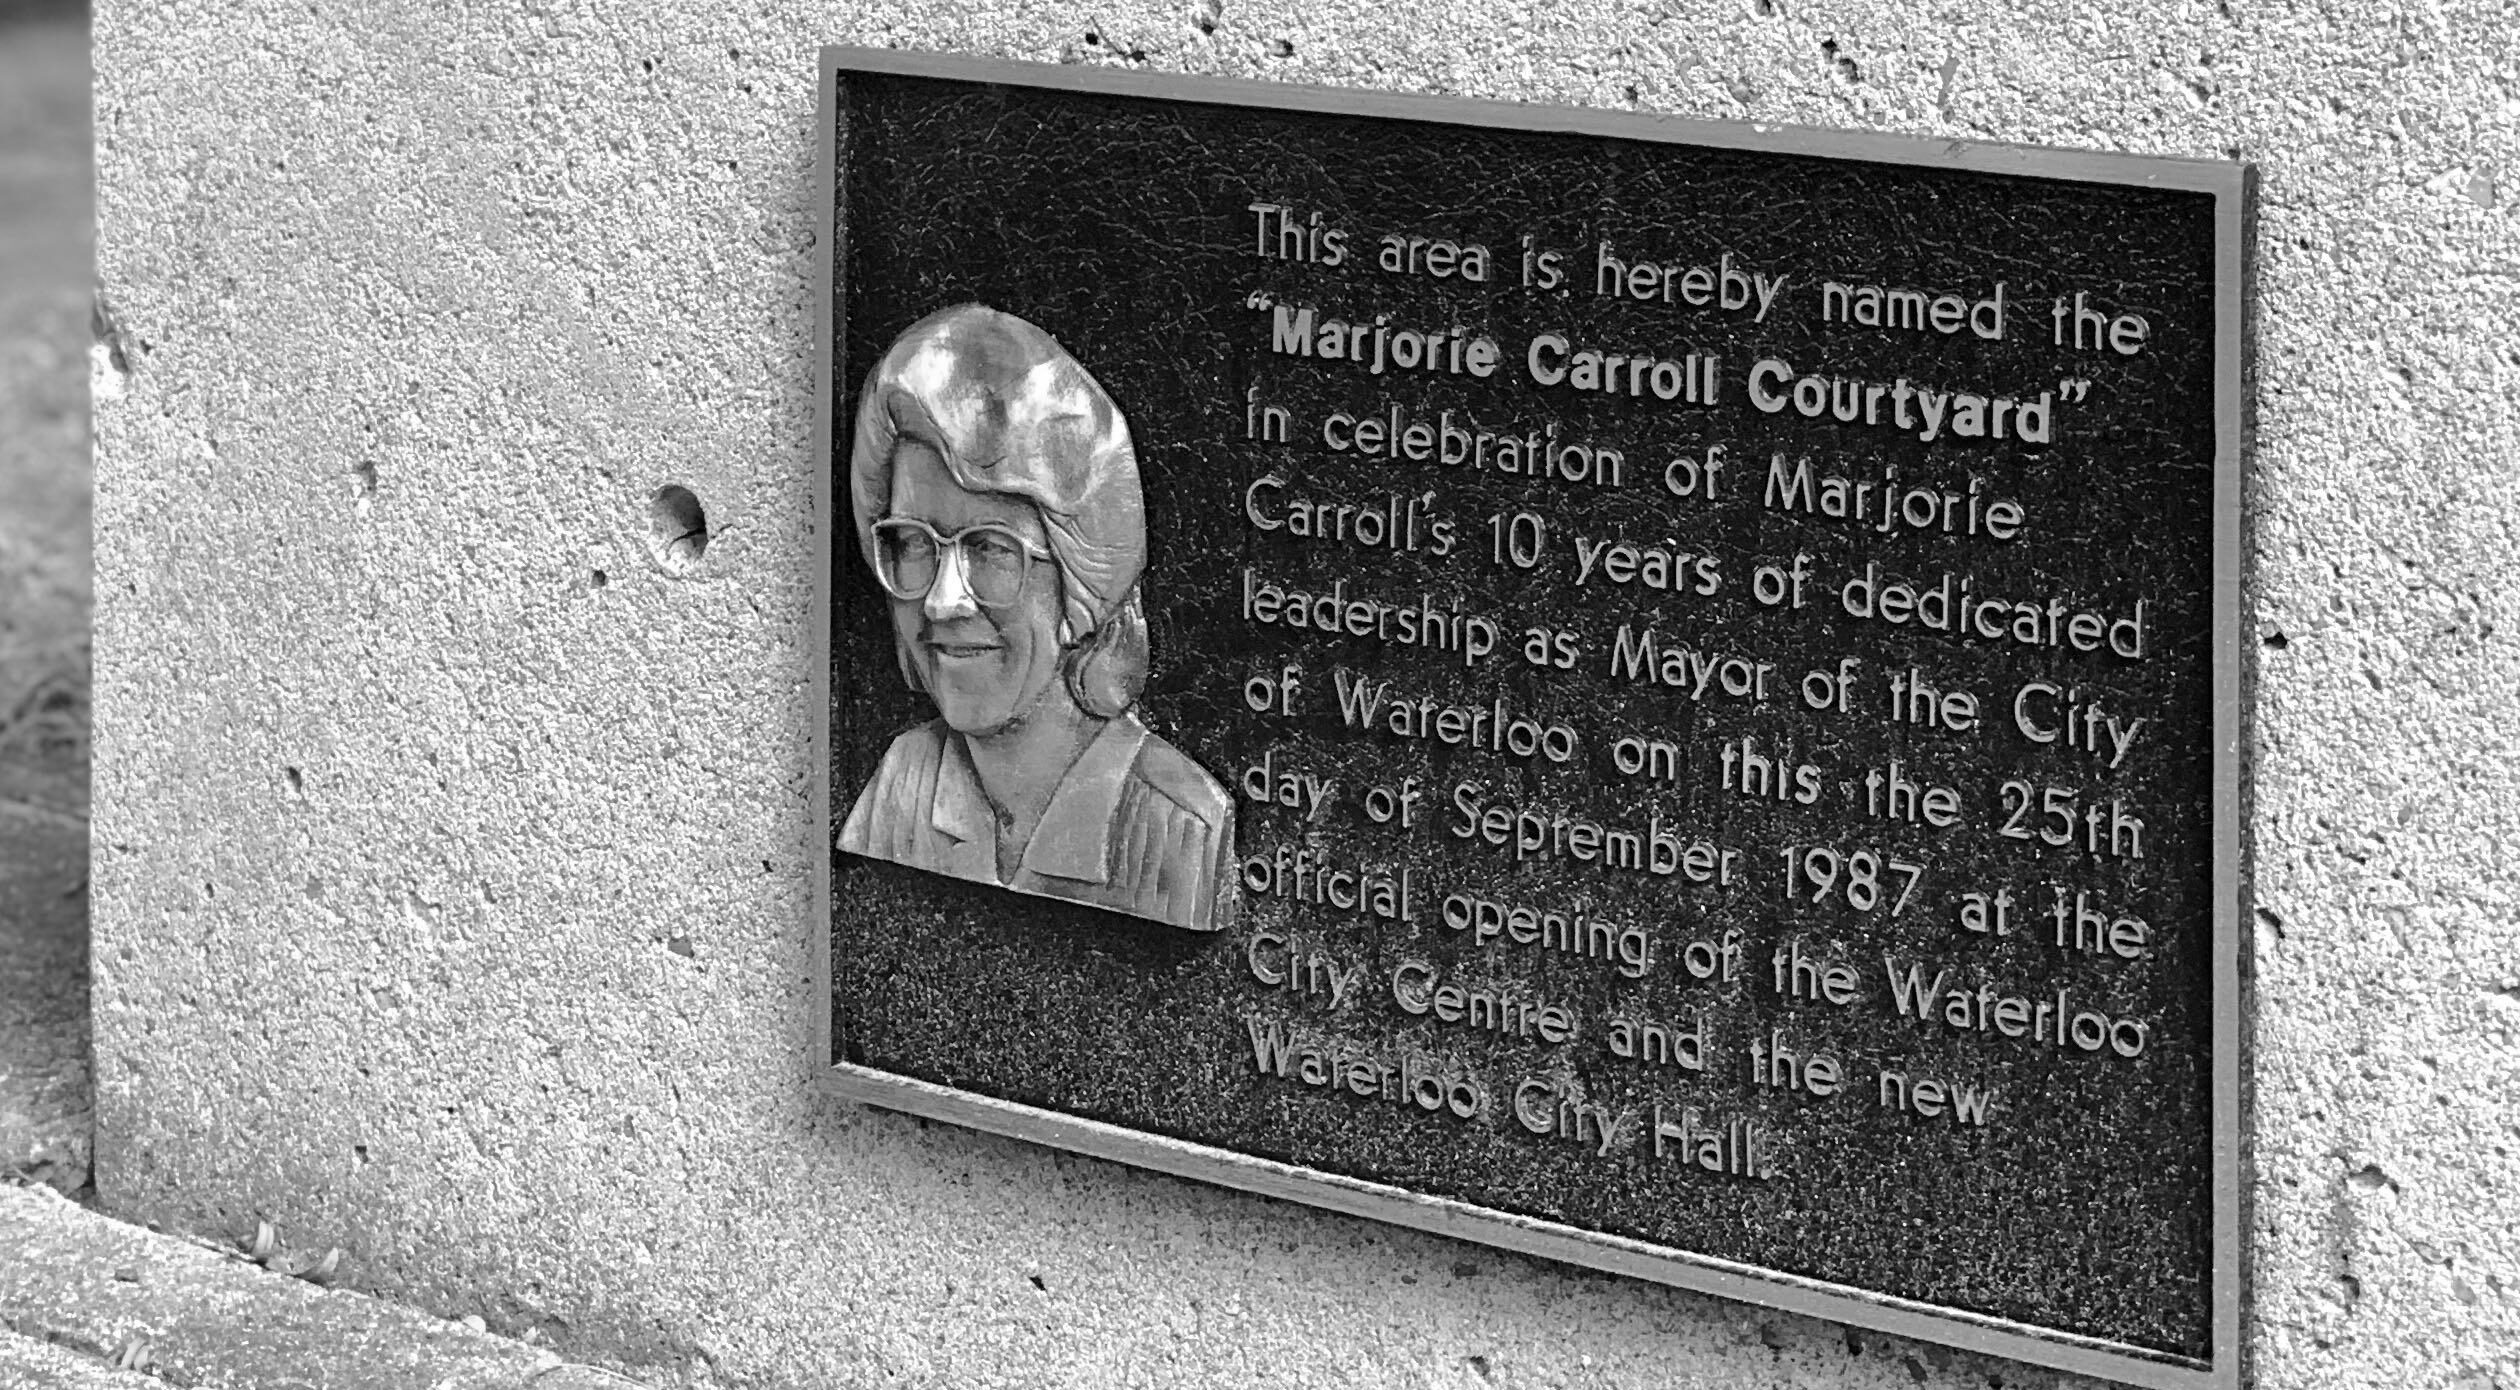 This area is hereby named the
“Marjorie Carroll Courtyard”
in celebration of Marjorie
Carroll's 10 years of dedicated
leadership as Mayor of the City
of Waterloo on this the 25th
day of September 1987 at the
official opening of the Waterloo
City Centre and the new
Waterloo City Hall.